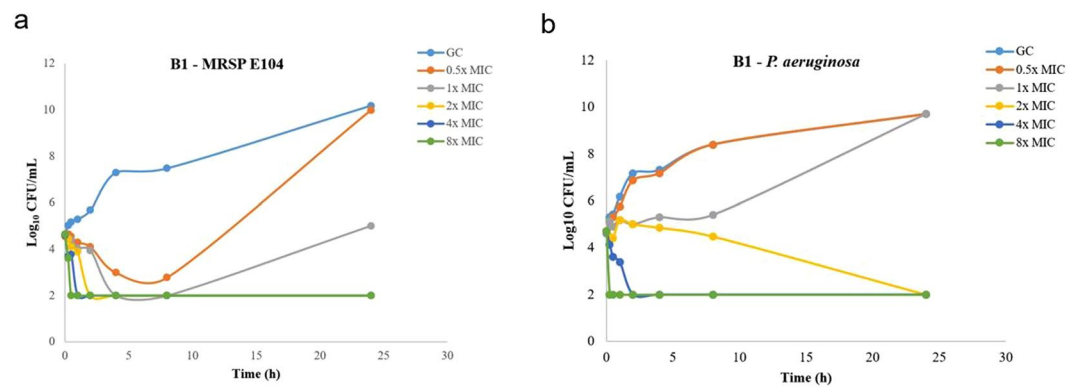 a
B1 - MRSP E104
Log10 CFU/mL
12
10
8
6
4
2
0
0 5 10 15 20 25 30
Time (h)
GC
0.5x MIC
1x MIC
2x MIC
4x MIC
8x MIC
b
B1 - P. aeruginosa
Log10 CFU/mL
12
10
8
6
4
2
0
0 5 10 15 20 25 30
Time (h)
GC
0.5x MIC
1x MIC
2x MIC
4x MIC
8x MIC